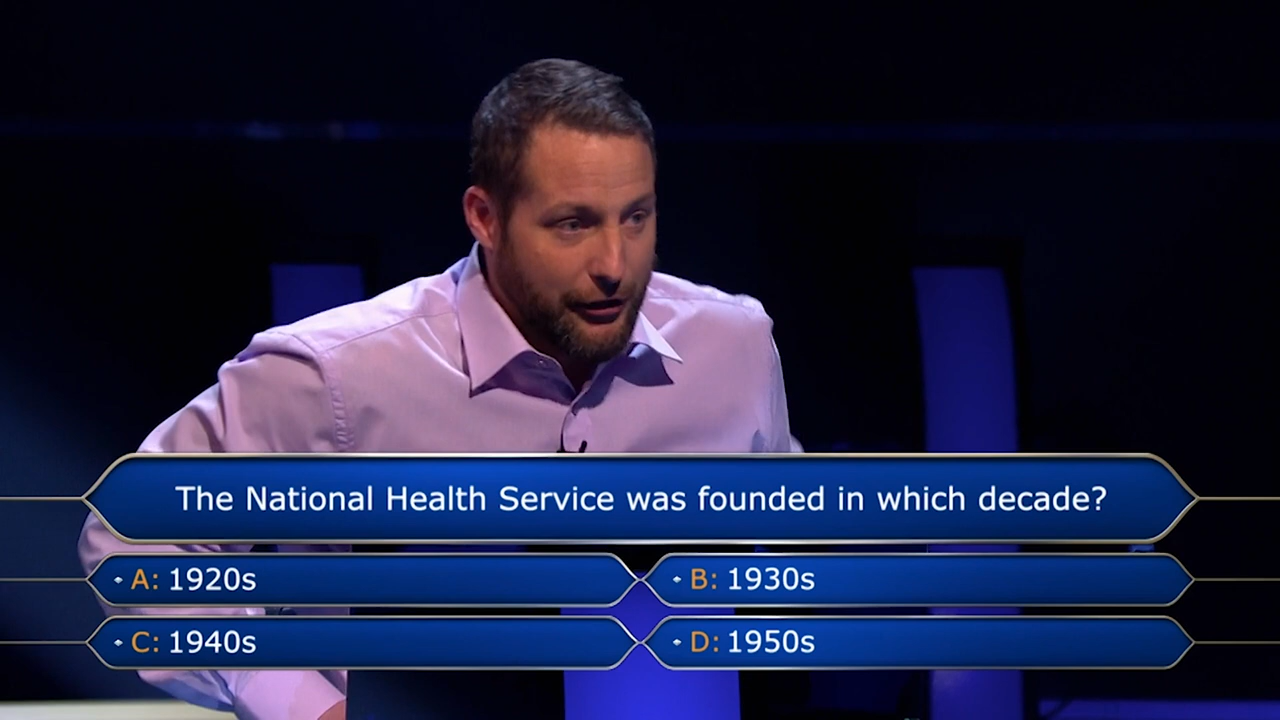 The National Health Service was founded in which decade?
A: 1920s
B: 1930s
C: 1940s
D: 1950s